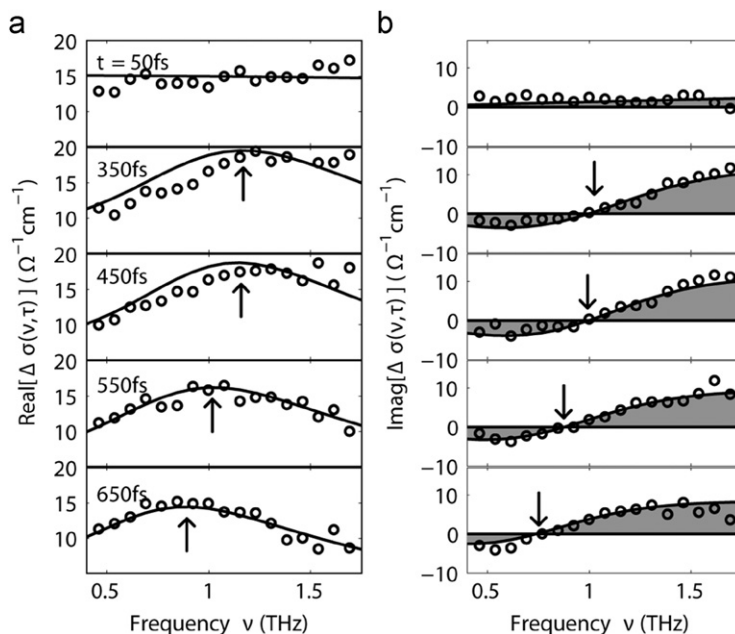 a
b
Real[Δ σ(ν,τ) ] ( Ω⁻¹cm⁻¹)
20
t = 50fs
15
10
20
350fs
15
10
20
450fs
15
10
20
550fs
15
10
20
650fs
15
10
0.5 1 1.5
Frequency ν (THz)
Imag[Δ σ(ν,τ) ] ( Ω⁻¹cm⁻¹)
10
0
−10
10
0
−10
10
0
−10
10
0
−10
10
0
−10
0.5 1.0 1.5
Frequency ν (THz)